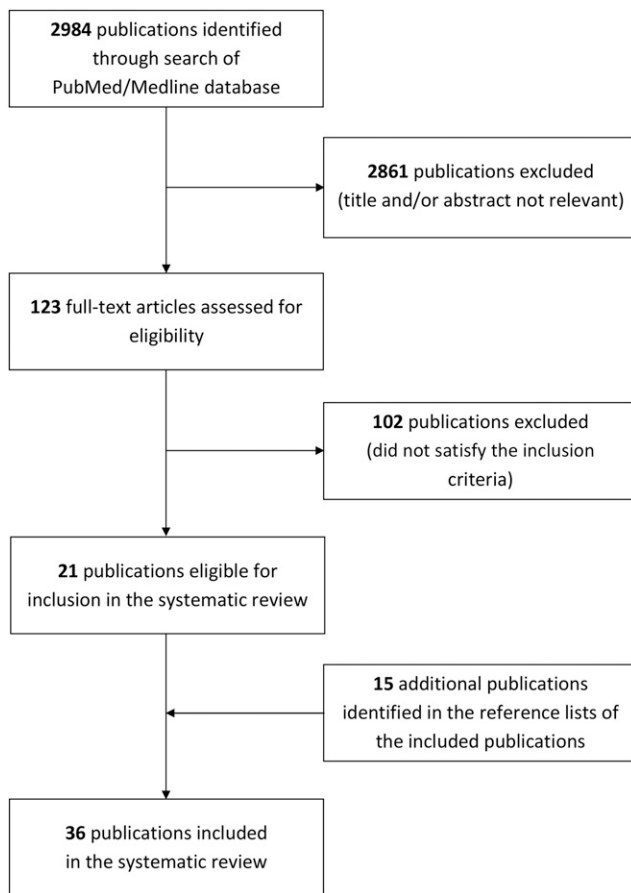 2984 publications identified
through search of
PubMed/Medline database
2861 publications excluded
(title and/or abstract not relevant)
123 full-text articles assessed for
eligibility
102 publications excluded
(did not satisfy the inclusion
criteria)
21 publications eligible for
inclusion in the systematic review
15 additional publications
identified in the reference lists of
the included publications
36 publications included
in the systematic review